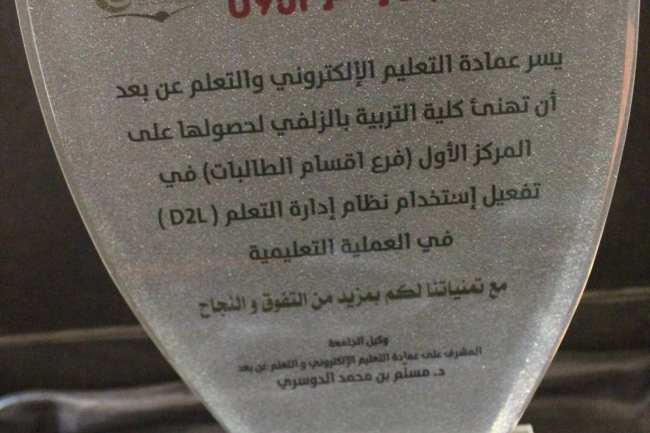 يسر عمادة التعليم الإلكتروني والتعلم عن بعد
أن تهنئ كلية التربية بالزلفي لحصولها على
المركز الأول (فرع اقسام الطالبات) في
تفعيل إستخدام نظام إدارة التعلم ( D2L )
في العملية التعليمية
مع تمنياتنا لكم بمزيد من التفوق و النجاح
وكيل الجامعة
المشرف على عمادة التعليم الإلكتروني و التعلم عن بعد
د. مسلّم بن محمد الدوسري